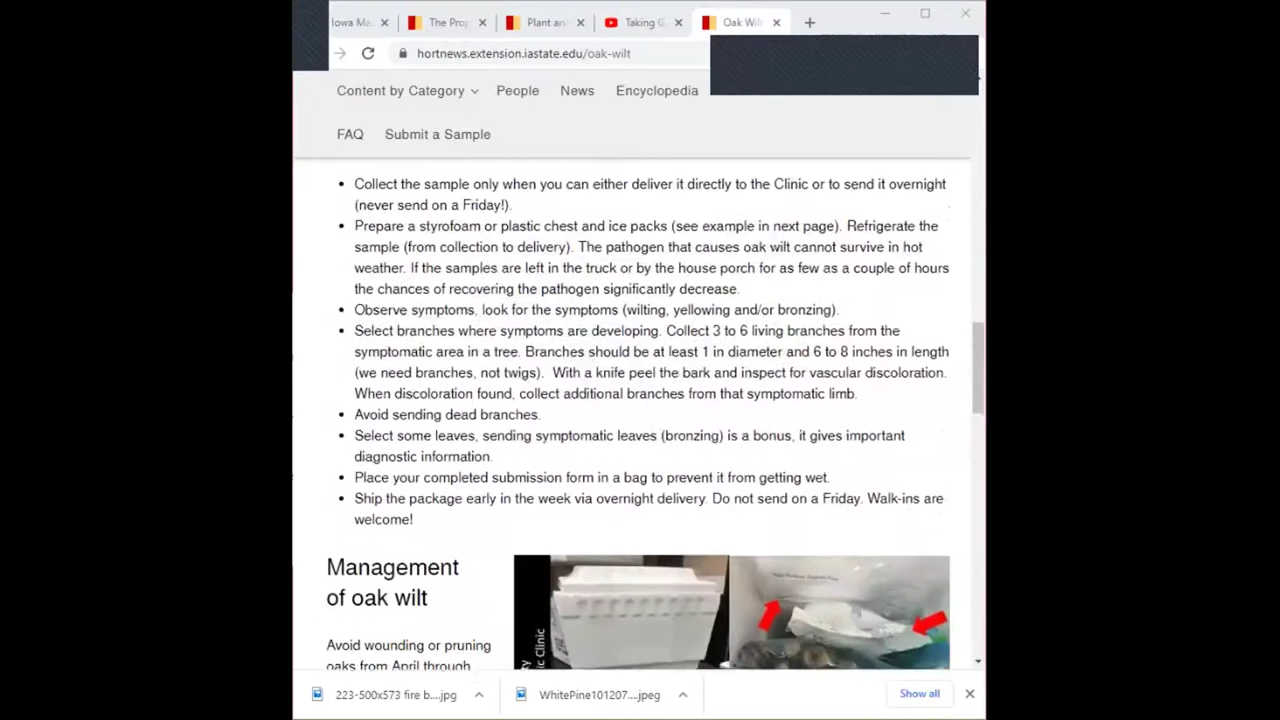 Iowa Ma
The Prop
Plant an
Taking G
Oak Wil
hortnews.extension.iastate.edu/oak-wilt
Content by Category People News Encyclopedia
FAQ Submit a Sample
• Collect the sample only when you can either deliver it directly to the Clinic or to send it overnight
(never send on a Friday!).
• Prepare a styrofoam or plastic chest and ice packs (see example in next page). Refrigerate the
sample (from collection to delivery). The pathogen that causes oak wilt cannot survive in hot
weather. If the samples are left in the truck or by the house porch for as few as a couple of hours
the chances of recovering the pathogen significantly decrease.
• Observe symptoms, look for the symptoms (wilting, yellowing and/or bronzing).
• Select branches where symptoms are developing. Collect 3 to 6 living branches from the
symptomatic area in a tree. Branches should be at least 1 in diameter and 6 to 8 inches in length
(we need branches, not twigs). With a knife peel the bark and inspect for vascular discoloration.
When discoloration found, collect additional branches from that symptomatic limb.
• Avoid sending dead branches.
• Select some leaves, sending symptomatic leaves (bronzing) is a bonus, it gives important
diagnostic information.
• Place your completed submission form in a bag to prevent it from getting wet.
• Ship the package early in the week via overnight delivery. Do not send on a Friday. Walk-ins are
welcome!
Management
of oak wilt
Avoid wounding or pruning
oaks from April through
ic Clinic
223-500x573 fire b....jpg
WhitePine101207....jpeg
Show all